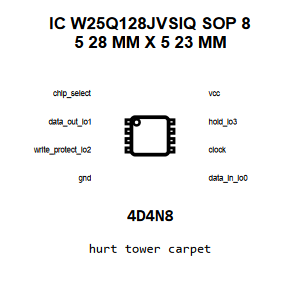 IC W25Q128JVSIQ SOP 8
5 28 MM X 5 23 MM
chip_select
vcc
data_out_io1
hold_io3
write_protect_io2
clock
gnd
data_in_io0
4D4N8
hurt tower carpet